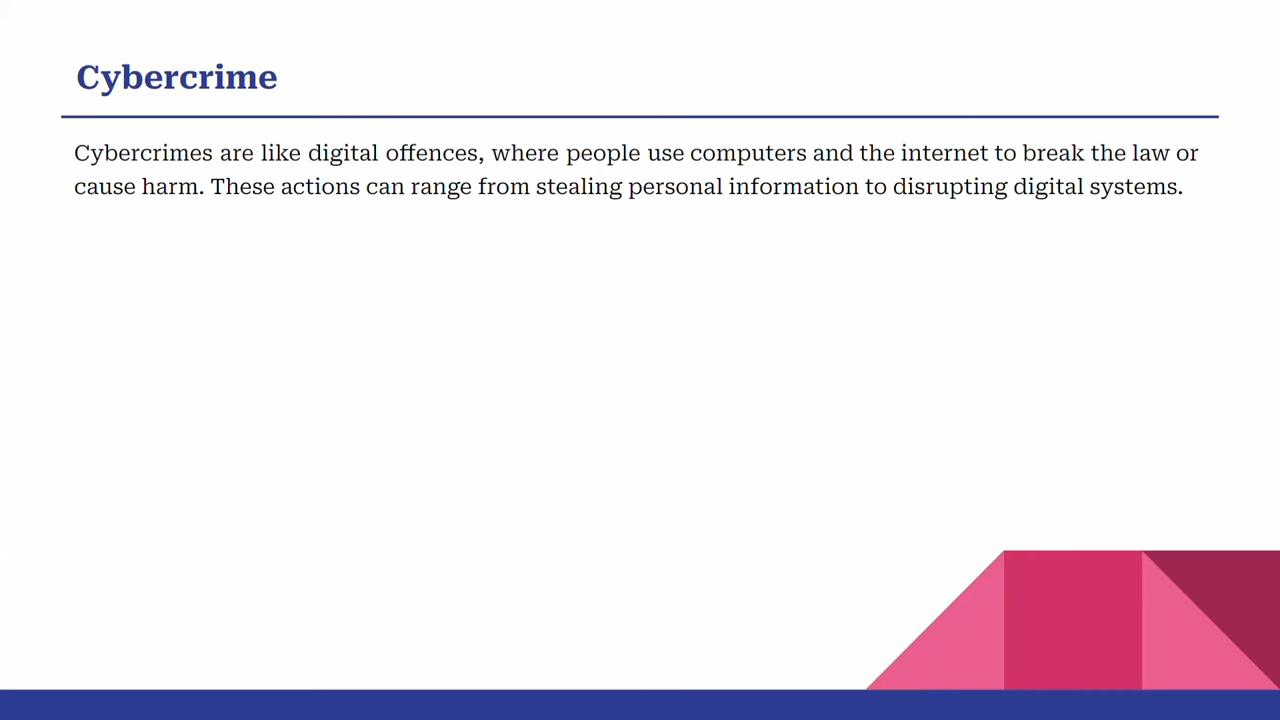 Cybercrime
Cybercrimes are like digital offences, where people use computers and the internet to break the law or
cause harm. These actions can range from stealing personal information to disrupting digital systems.